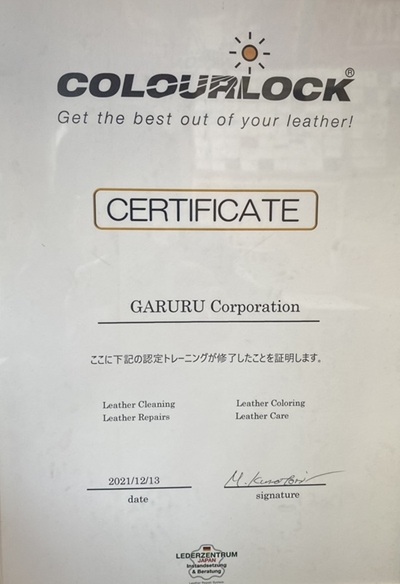 COLOURLOCK®
Get the best out of your leather!
CERTIFICATE
GARURU Corporation
ここに下記の認定トレーニングが修了したことを証明します。
Leather Cleaning
Leather Coloring
Leather Repairs
Leather Care
2021/12/13
date
signature
LEDERZENTRUM
JAPAN
Instandsetzung
& Beratung